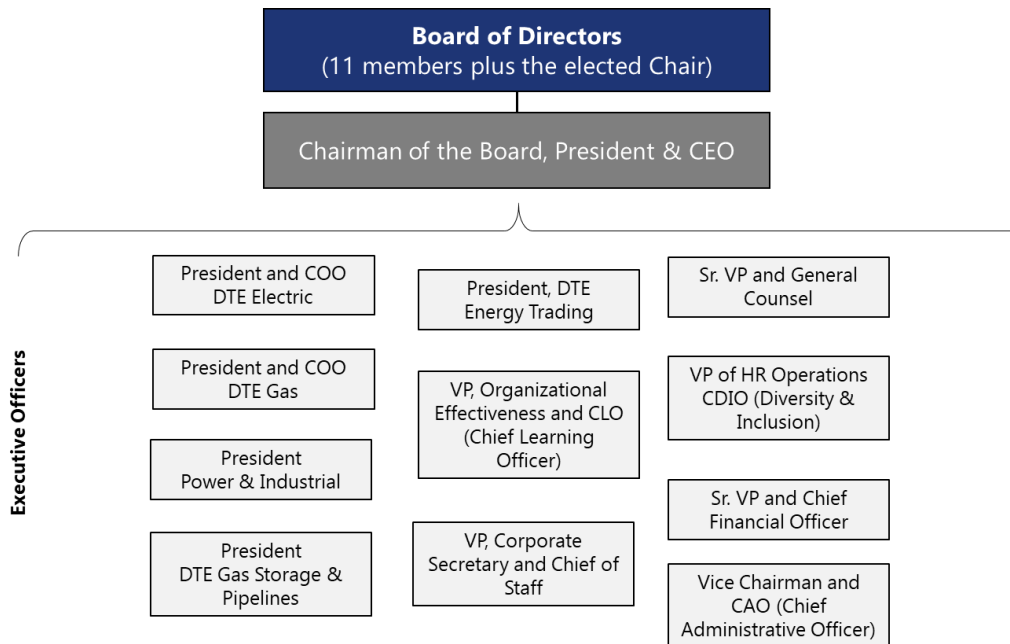 Board of Directors
(11 members plus the elected Chair)
Chairman of the Board, President & CEO
Executive Officers
President and COO
DTE Electric
President and COO
DTE Gas
President
Power & Industrial
President
DTE Gas Storage &
Pipelines
President, DTE
Energy Trading
VP, Organizational
Effectiveness and CLO
(Chief Learning
Officer)
VP, Corporate
Secretary and Chief of
Staff
Sr. VP and General
Counsel
VP of HR Operations
CDIO (Diversity &
Inclusion)
Sr. VP and Chief
Financial Officer
Vice Chairman and
CAO (Chief
Administrative Officer)